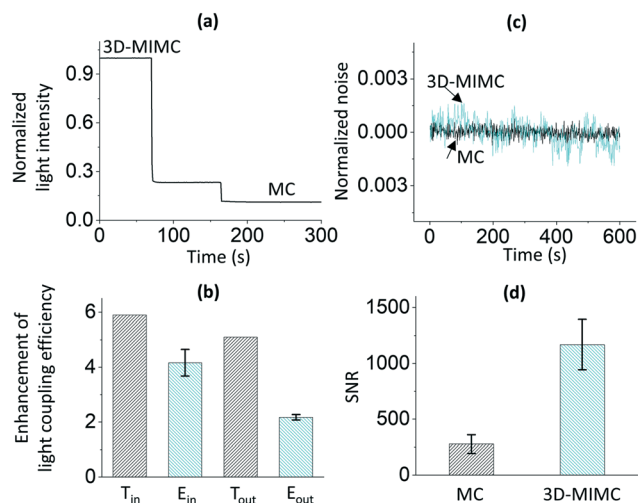 (a)
3D-MIMC
0.9
0.6
0.3
0.0
MC
0
100
200
300
Time (s)
Normalized
light intensity
(c)
0.003
0.000
0.003
3D-MIMC
MC
0
200
400
600
Time (s)
Normalized noise
(b)
6
4
2
0
T_in
E_in
T_out
E_out
Enhancement of
light coupling efficiency
(d)
1500
1000
500
0
MC
3D-MIMC
SNR